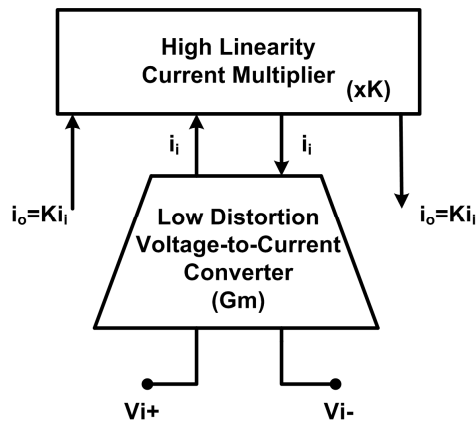 High Linearity
Current Multiplier
(xK)
iᵢ
iᵢ
iₒ=Kiᵢ
iₒ=Kiᵢ
Low Distortion
Voltage-to-Current
Converter
(Gm)
Vi+
Vi-